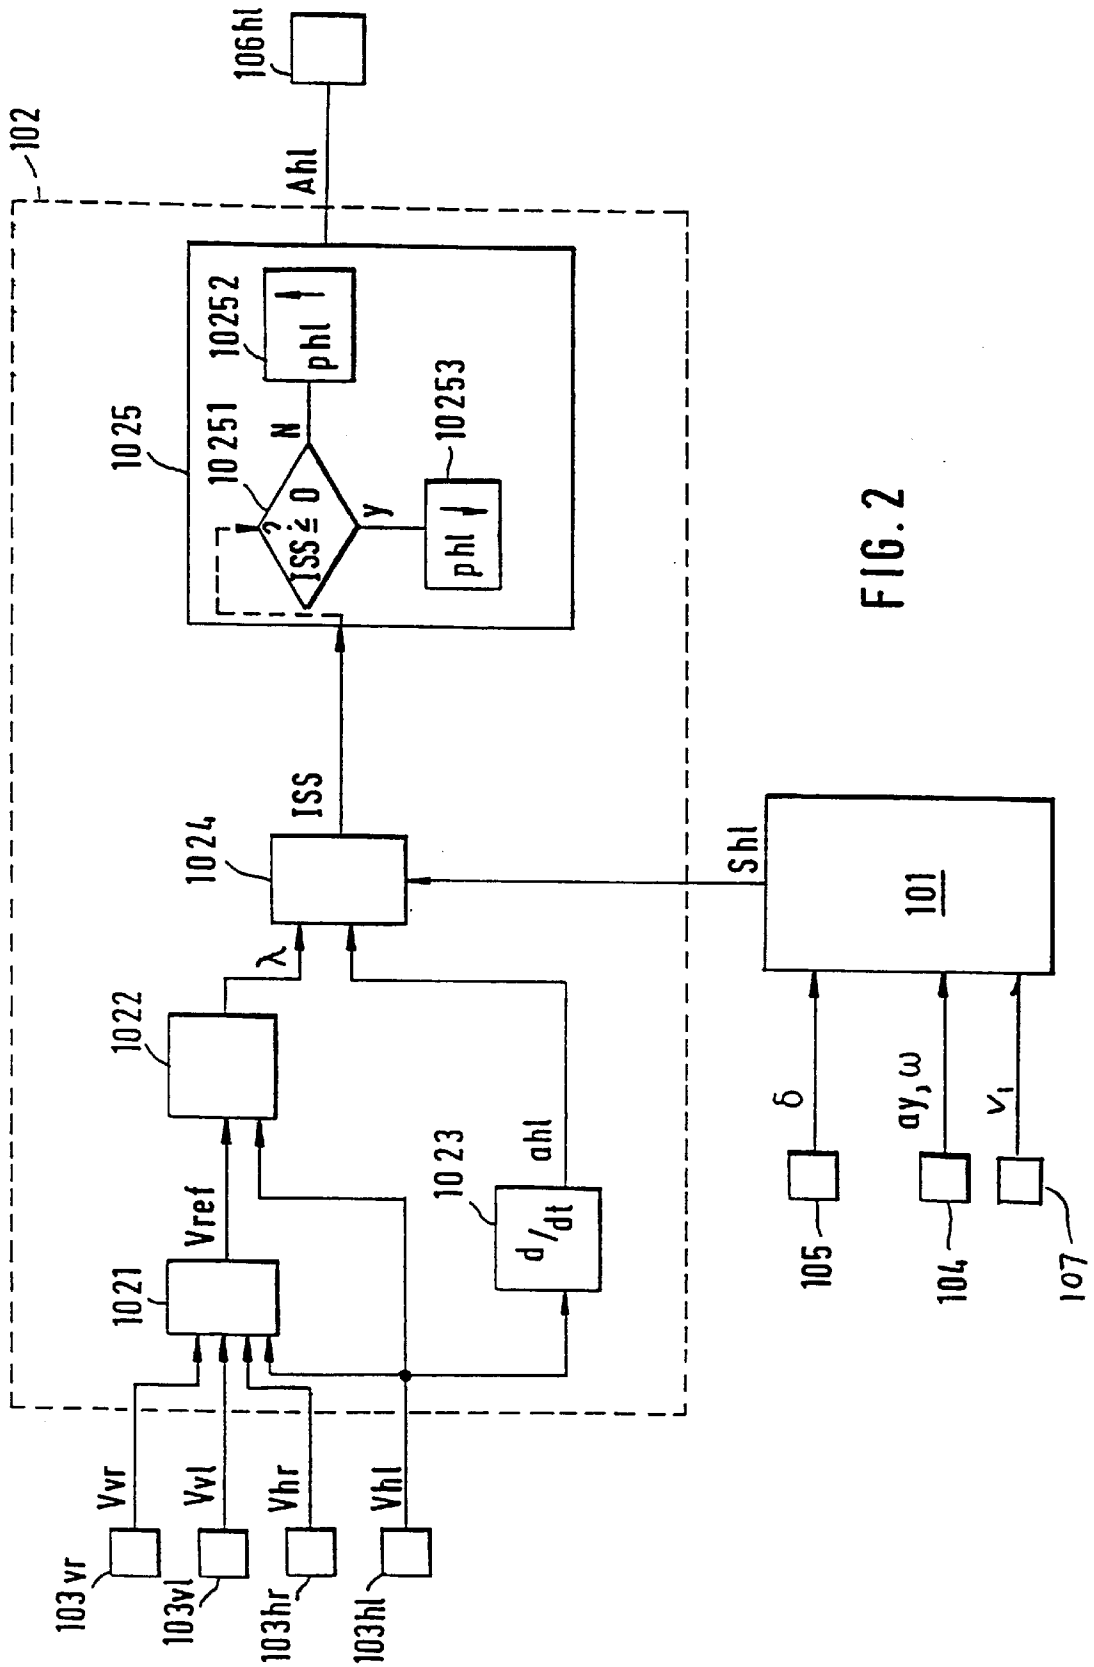 102
106hl
Ahl
1025
10251
10252
10253
?
ISS ≥ 0
N
y
phl
phl
ISS
1024
λ
1022
Vref
1021
1023
d/dt
ahl
Vvr
Vvl
Vhr
Vhl
103vr
103vl
103hr
103hl
Shl
101
δ
ay, ω
v1
105
104
107
FIG. 2